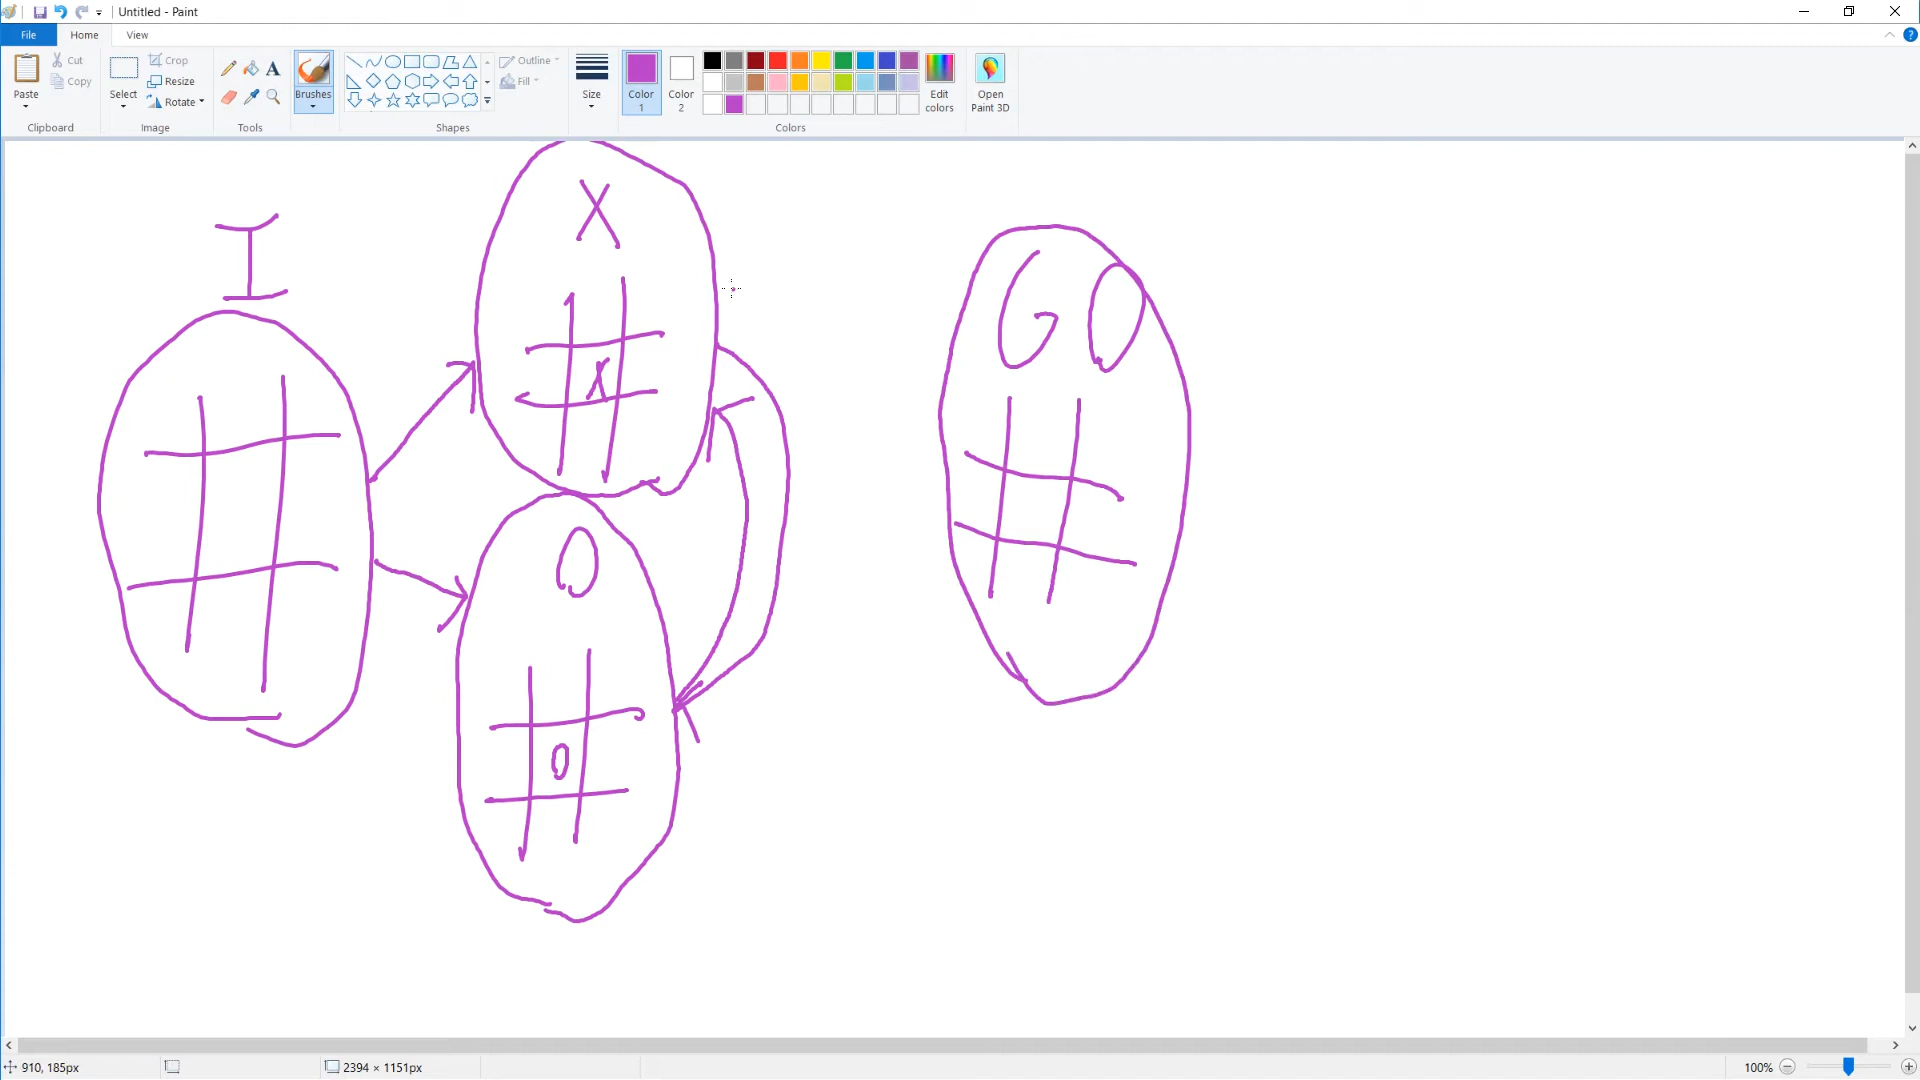 Untitled - Paint
File
Home
View
Paste
Cut
Copy
Clipboard
Select
Crop
Resize
Rotate
Image
A
Tools
Brushes
Outline
Fill
Shapes
Size
Color 1
Color 2
Edit colors
Colors
Open Paint 3D
I
X
X
O
O
GO
910, 185px
2394 × 1151px
100%